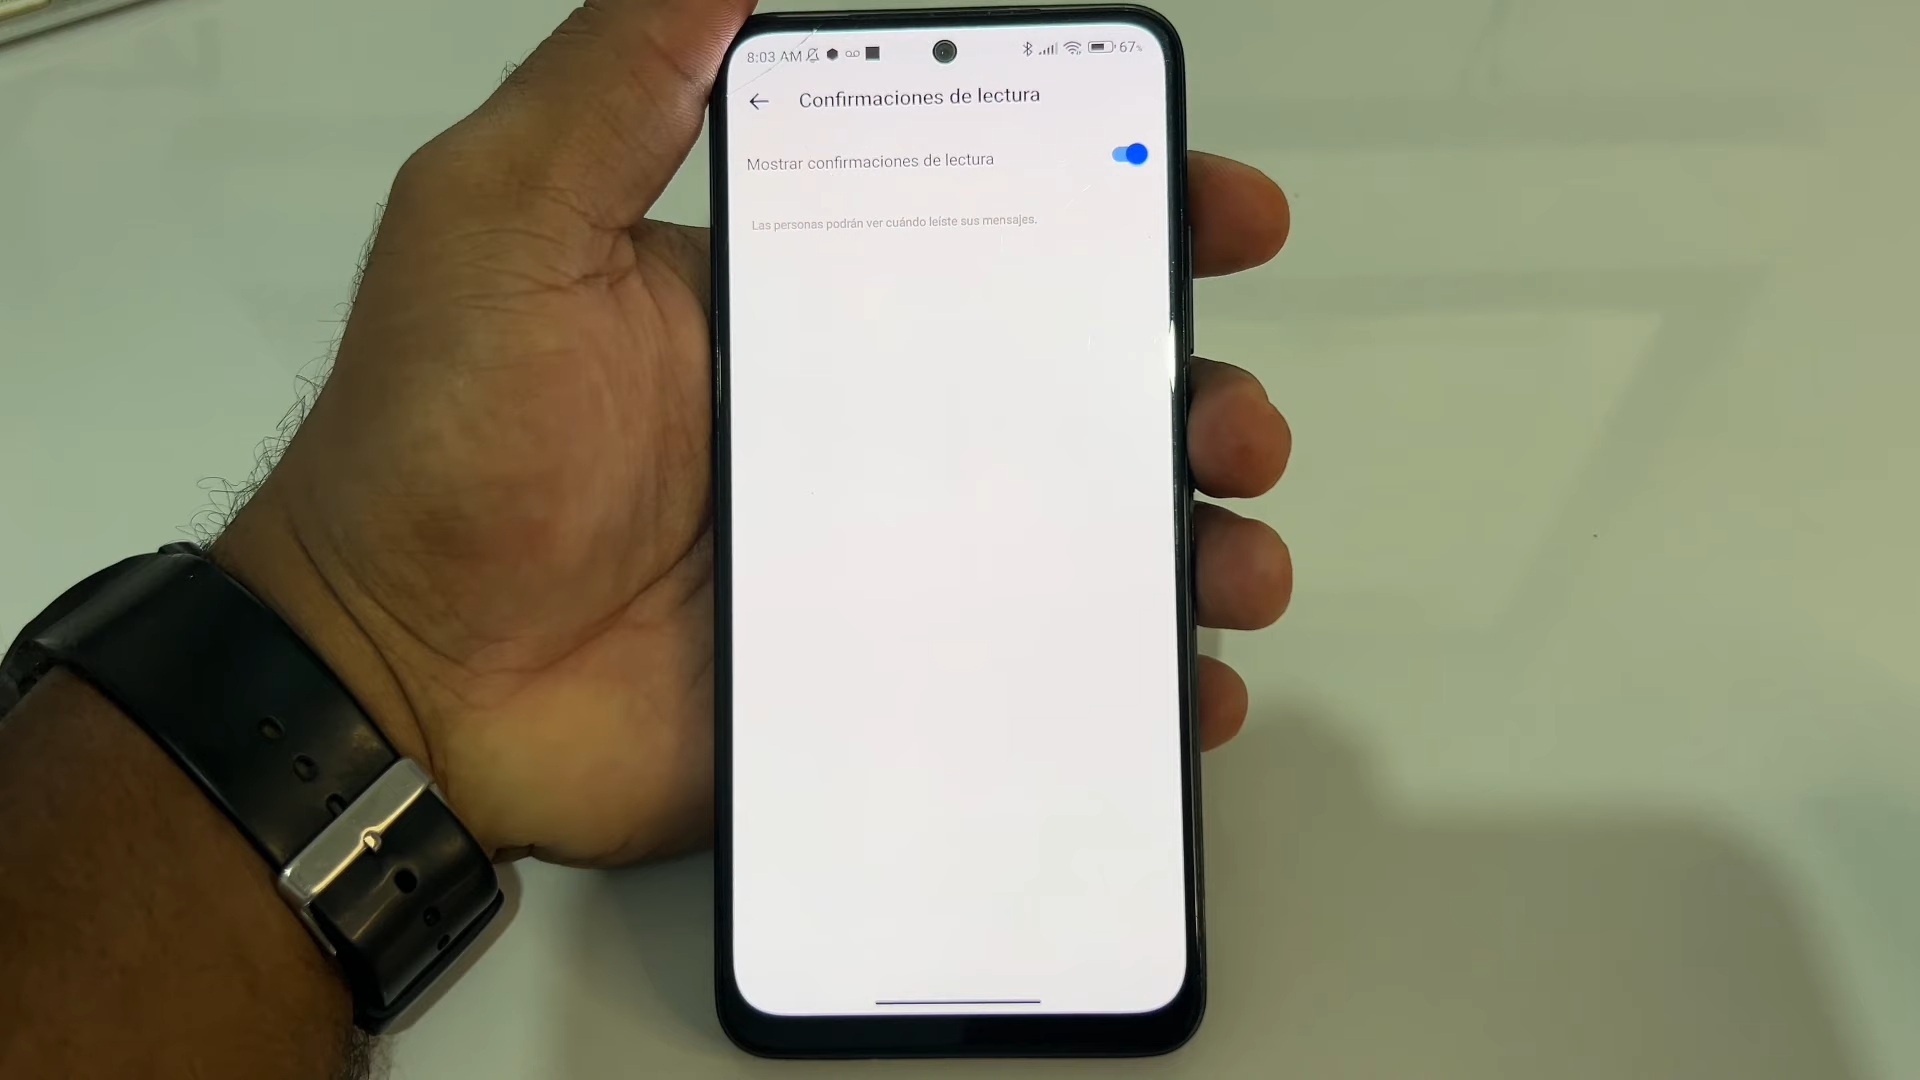 8:03 AM 67%
Confirmaciones de lectura
Mostrar confirmaciones de lectura
Las personas podrán ver cuándo leíste sus mensajes.